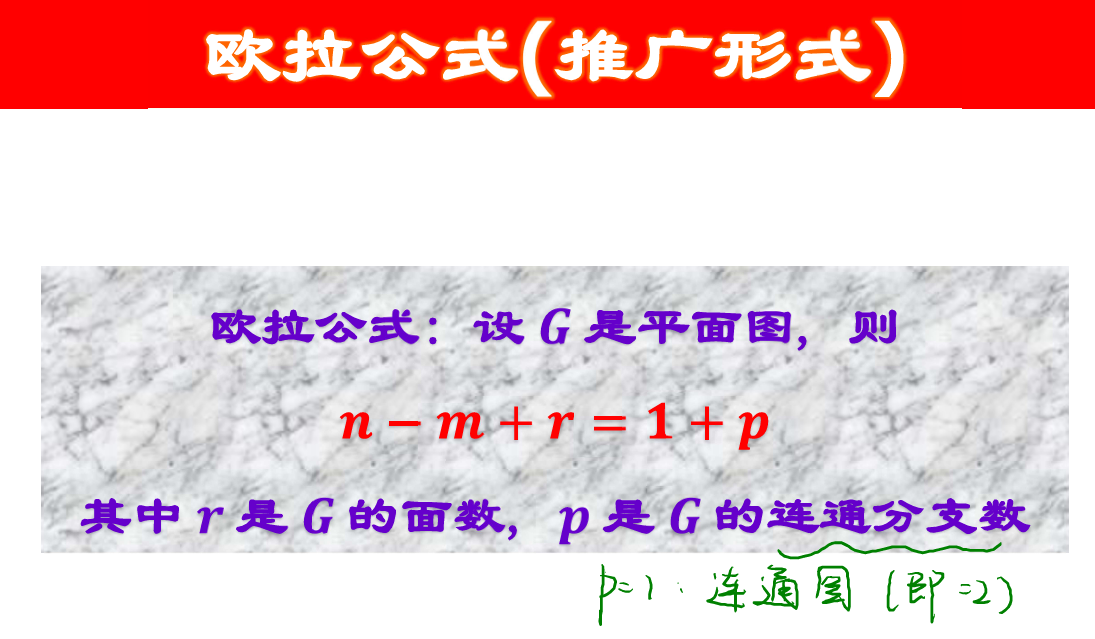 欧拉公式(推广形式)
欧拉公式：设 G 是平面图，则
n − m + r = 1 + p
其中 r 是 G 的面数，p 是 G 的连通分支数
p=1. 连通图 (即=2)